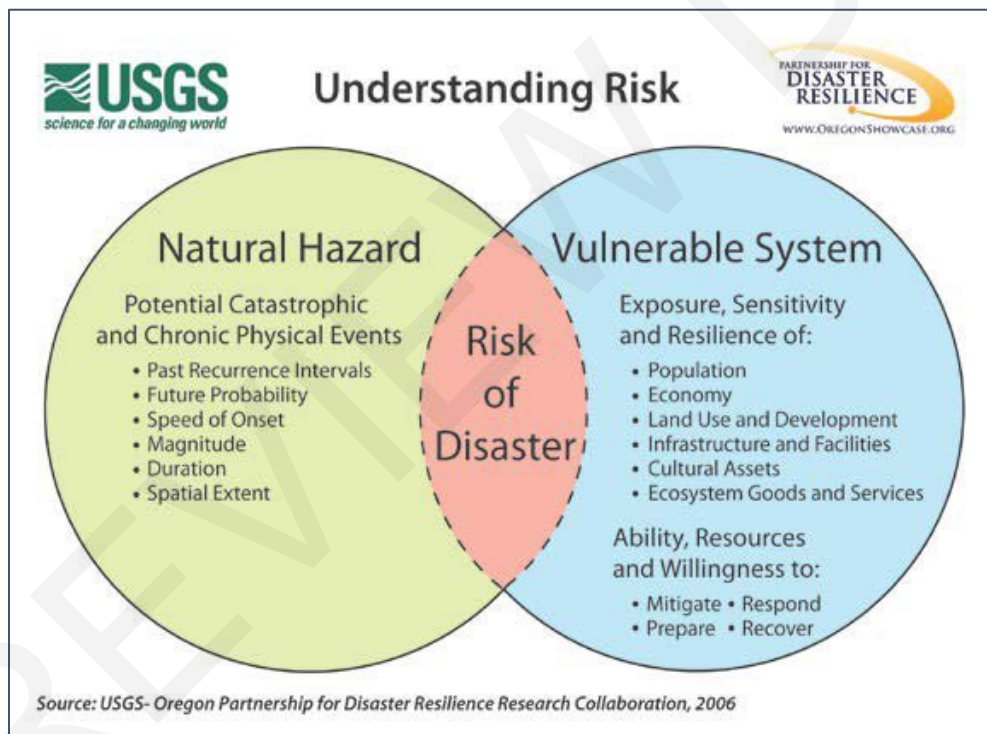 USGS
science for a changing world
Understanding Risk
PARTNERSHIP FOR
DISASTER
RESILIENCE
WWW.OREGONSHOWCASE.ORG
Natural Hazard
Potential Catastrophic
and Chronic Physical Events
• Past Recurrence Intervals
• Future Probability
• Speed of Onset
• Magnitude
• Duration
• Spatial Extent
Risk
of
Disaster
Vulnerable System
Exposure, Sensitivity
and Resilience of:
• Population
• Economy
• Land Use and Development
• Infrastructure and Facilities
• Cultural Assets
• Ecosystem Goods and Services
Ability, Resources
and Willingness to:
• Mitigate • Respond
• Prepare • Recover
Source: USGS- Oregon Partnership for Disaster Resilience Research Collaboration, 2006
REVIEW D